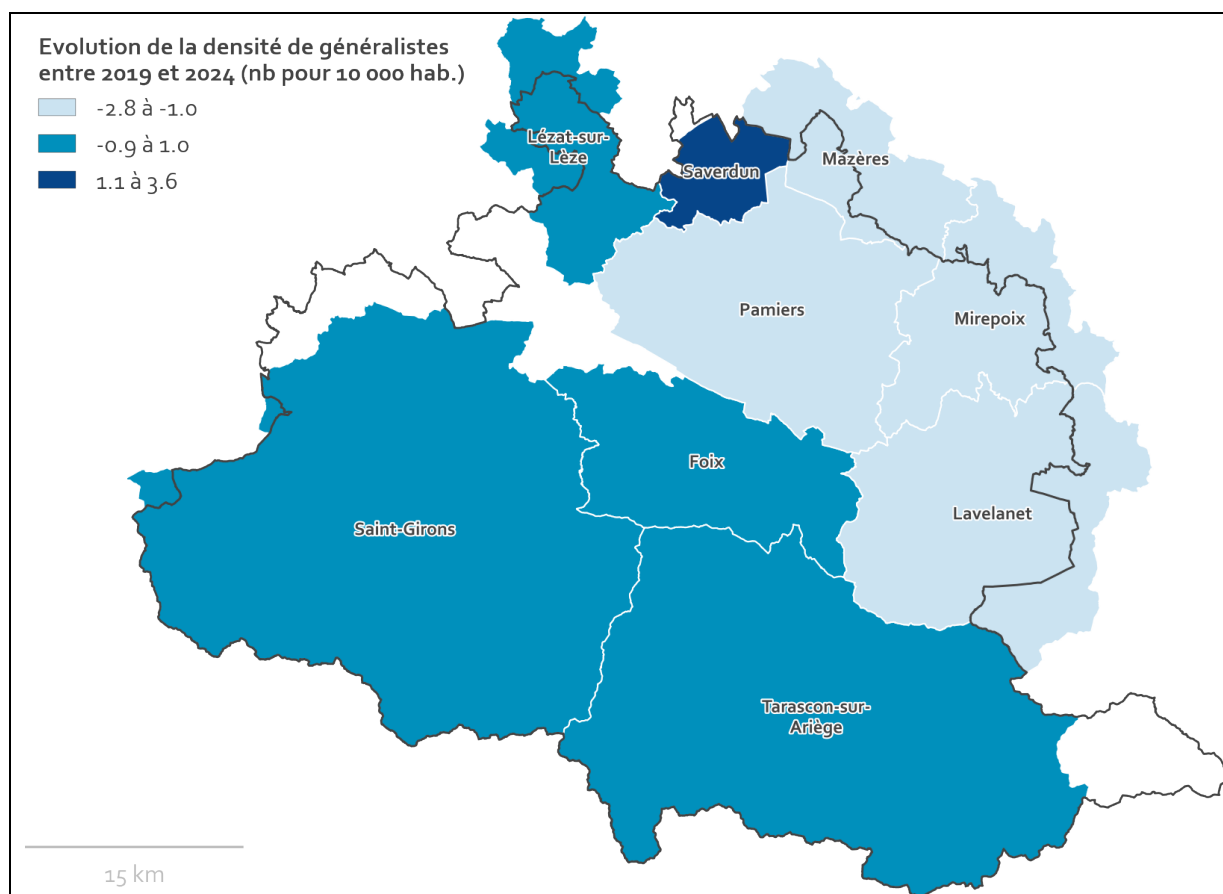 Evolution de la densité de généralistes
entre 2019 et 2024 (nb pour 10 000 hab.)
-2.8 à -1.0
-0.9 à 1.0
1.1 à 3.6
Lézat-sur-
Lèze
Saverdun
Mazères
Pamiers
Mirepoix
Foix
Saint-Girons
Lavelanet
Tarascon-sur-
Ariège
15 km